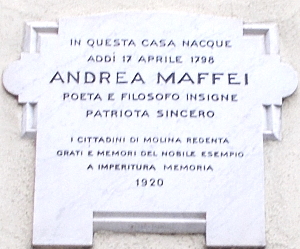 IN QUESTA CASA NACQUE
ADDÌ 17 APRILE 1798
ANDREA MAFFEI
POETA E FILOSOFO INSIGNE
PATRIOTA SINCERO
I CITTADINI DI MOLINA REDENTA
GRATI E MEMORI DEL NOBILE ESEMPIO
A IMPERITURA MEMORIA
1920